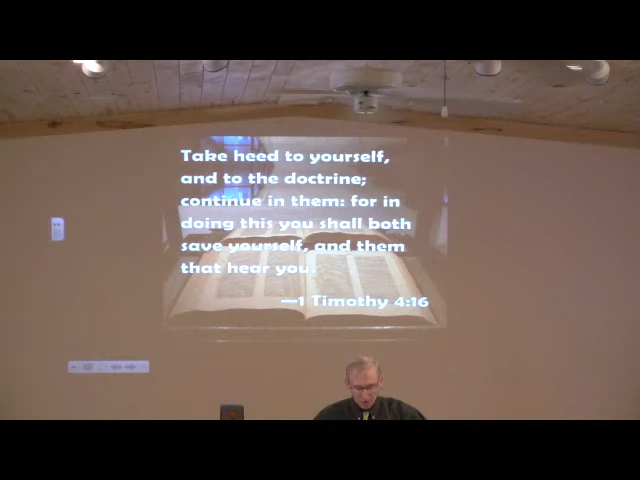 Take heed to yourself,
and to the doctrine;
continue in them: for in
doing this you shall both
save yourself, and them
that hear you.
—1 Timothy 4:16